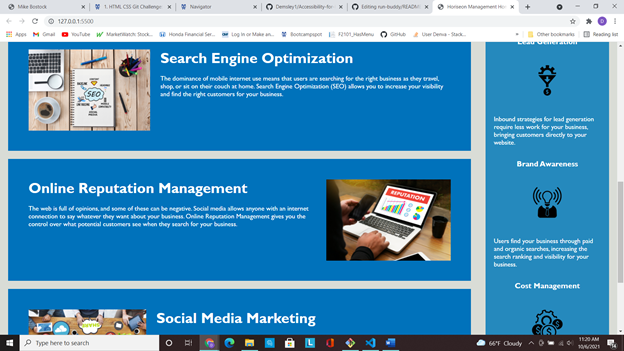 Mike Bostock
1. HTML CSS Git Challenge
Navigator
Demsley1/Accessibility-for
Editing run-buddy/README
Horiseon Management Ho
127.0.0.1:5500
Apps
Gmail
YouTube
MarketWatch: Stock
Honda Financial Ser
Log In or Make an
Bootcampspot
F2101_HasMenu
GitHub
User Denva - Stack
Other bookmarks
Reading list
Search Engine Optimization
The dominance of mobile internet use means that users are searching for the right business as they travel,
shop, or sit on their couch at home. Search Engine Optimization (SEO) allows you to increase your visibility
and find the right customers for your business.
SEO
Online Reputation Management
The web is full of opinions, and some of these can be negative. Social media allows anyone with an internet
connection to say whatever they want about your business. Online Reputation Management gives you the
control over what potential customers see when they search for your business.
REPUTATION
Social Media Marketing
Lead Generation
Inbound strategies for lead generation
require less work for your business,
bringing customers directly to your
website.
Brand Awareness
Users find your business through paid
and organic searches, increasing the
search ranking and visibility for your
business.
Cost Management
Type here to search
66°F Cloudy
11:20 AM
10/6/2021